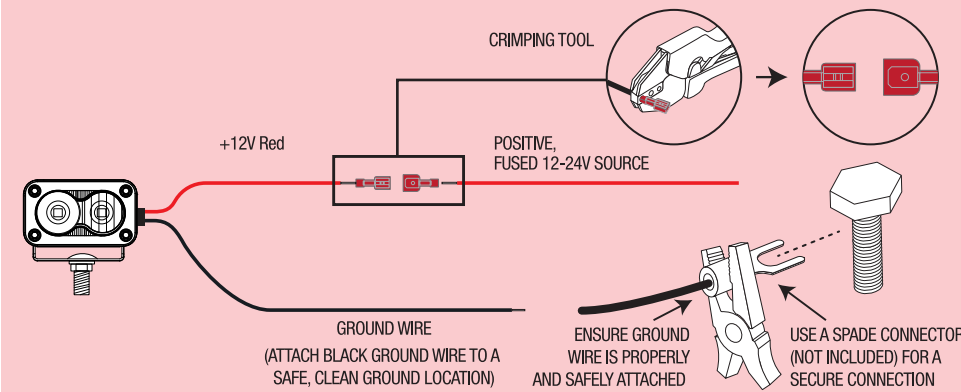 CRIMPING TOOL
+12V Red
POSITIVE,
FUSED 12-24V SOURCE
GROUND WIRE
(ATTACH BLACK GROUND WIRE TO A
SAFE, CLEAN GROUND LOCATION)
ENSURE GROUND
WIRE IS PROPERLY
AND SAFELY ATTACHED
USE A SPADE CONNECTOR
(NOT INCLUDED) FOR A
SECURE CONNECTION